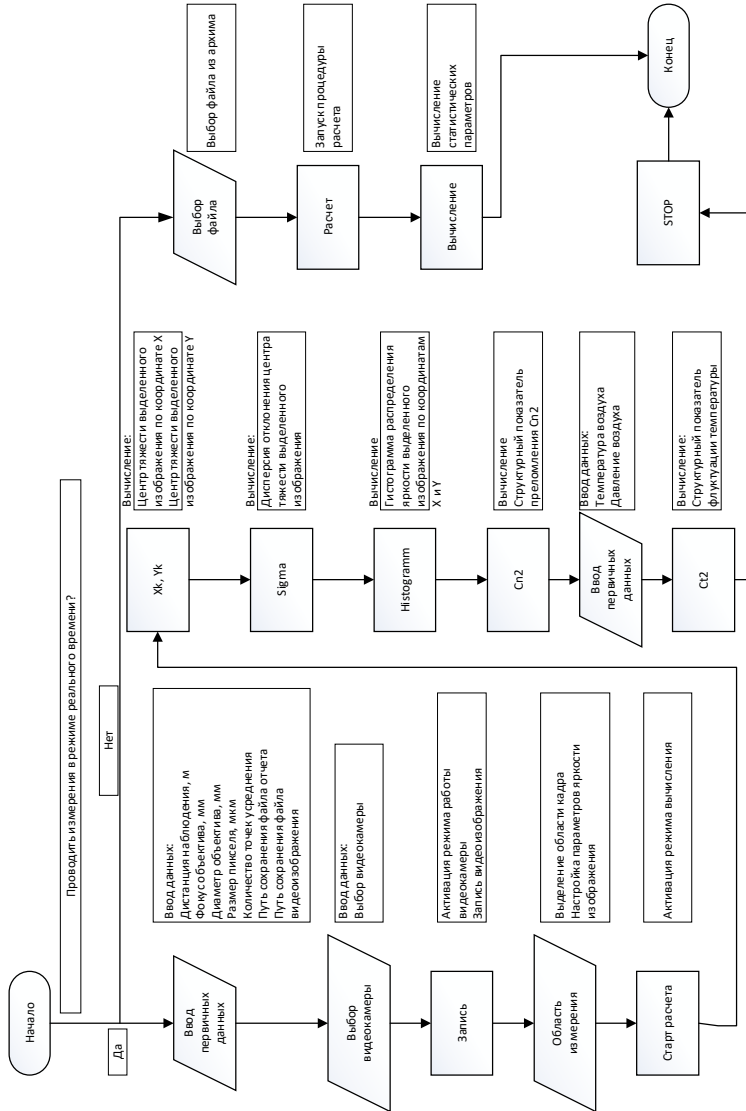 Начало
Проводить измерения в режиме реального времени?
Да
Нет
Ввод
первичных
данных
Ввод данных:
Дистанция наблюдения, м
Фокус объектива, мм
Диаметр объектива, мм
Размер пикселя, мкм
Количество точек усреднения
Путь сохранения файла отчета
Путь сохранения файла
видеоизображения
Выбор
видеокамеры
Ввод данных:
Выбор видеокамеры
Запись
Активация режима работы
видеокамеры
Запись видеоизображения
Область
измерения
Выделение области кадра
Настройка параметров яркости
изображения
Старт расчета
Активация режима вычисления
Xk, Yk
Вычисление:
Центр тяжести выделенного
изображения по координате X
Центр тяжести выделенного
изображения по координате Y
Sigma
Вычисление:
Дисперсия отклонения центра
тяжести выделенного
изображения
Histogramm
Вычисление
Гистограмма распределения
яркости выделенного
изображения по координатам
X и Y
Cn2
Вычисление
Структурный показатель
преломления Cn2
Ввод
первичных
данных
Ввод данных:
Температура воздуха
Давление воздуха
Ct2
Вычисление:
Структурный показатель
флуктуации температуры
Выбор
файла
Выбор файла из архима
Расчет
Запуск процедуры
расчета
Вычисление
Вычисление
статистических
параметров
STOP
Конец